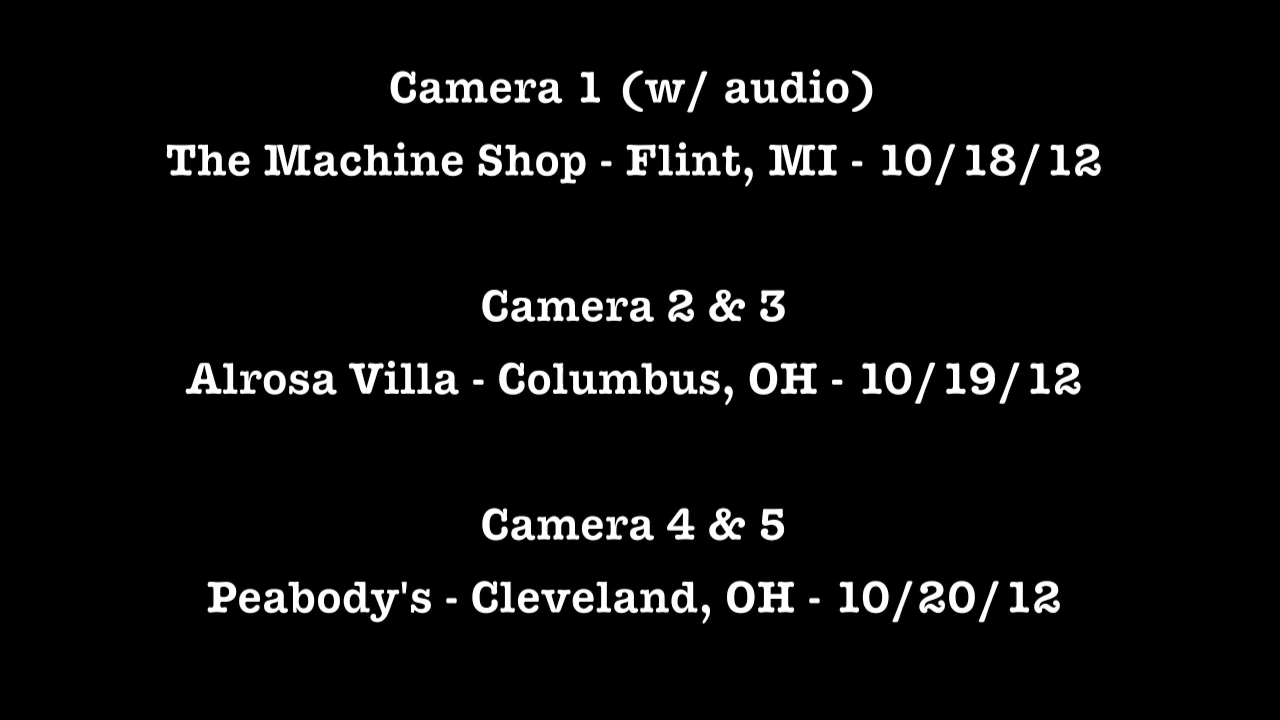 Camera 1 (w/ audio)
The Machine Shop - Flint, MI - 10/18/12
Camera 2 & 3
Alrosa Villa - Columbus, OH - 10/19/12
Camera 4 & 5
Peabody's - Cleveland, OH - 10/20/12